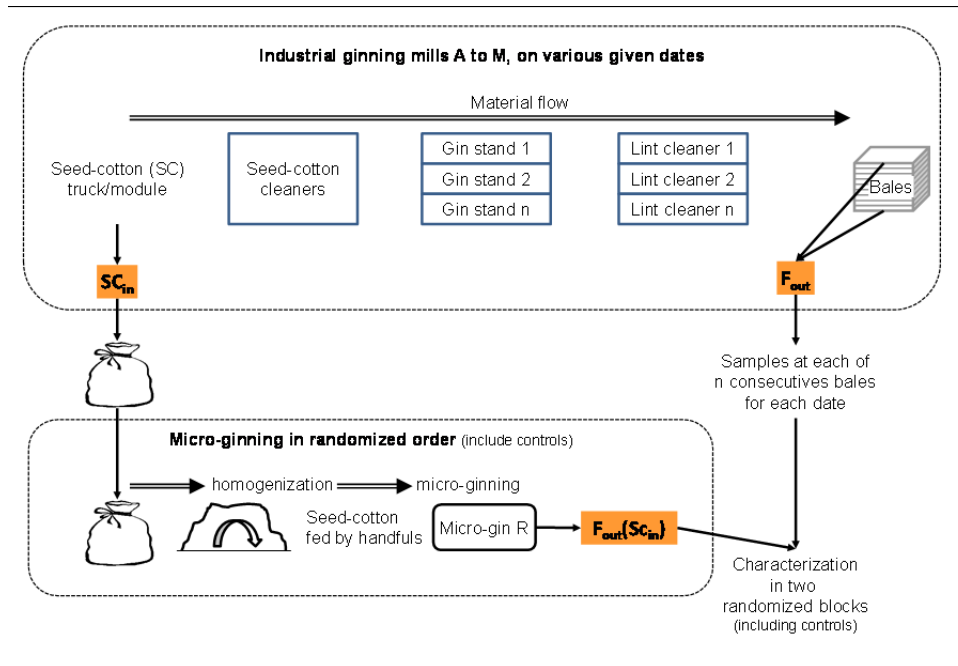 Industrial ginning mills A to M, on various given dates
Material flow
Seed-cotton (SC)
truck/module
Seed-cotton
cleaners
Gin stand 1
Gin stand 2
Gin stand n
Lint cleaner 1
Lint cleaner 2
Lint cleaner n
Bales
SCin
Fout
Samples at each of
n consecutives bales
for each date
Micro-ginning in randomized order (include controls)
homogenization
micro-ginning
Seed-cotton
fed by handfuls
Micro-gin R
Fout(Scin)
Characterization
in two
randomized blocks
(including controls)